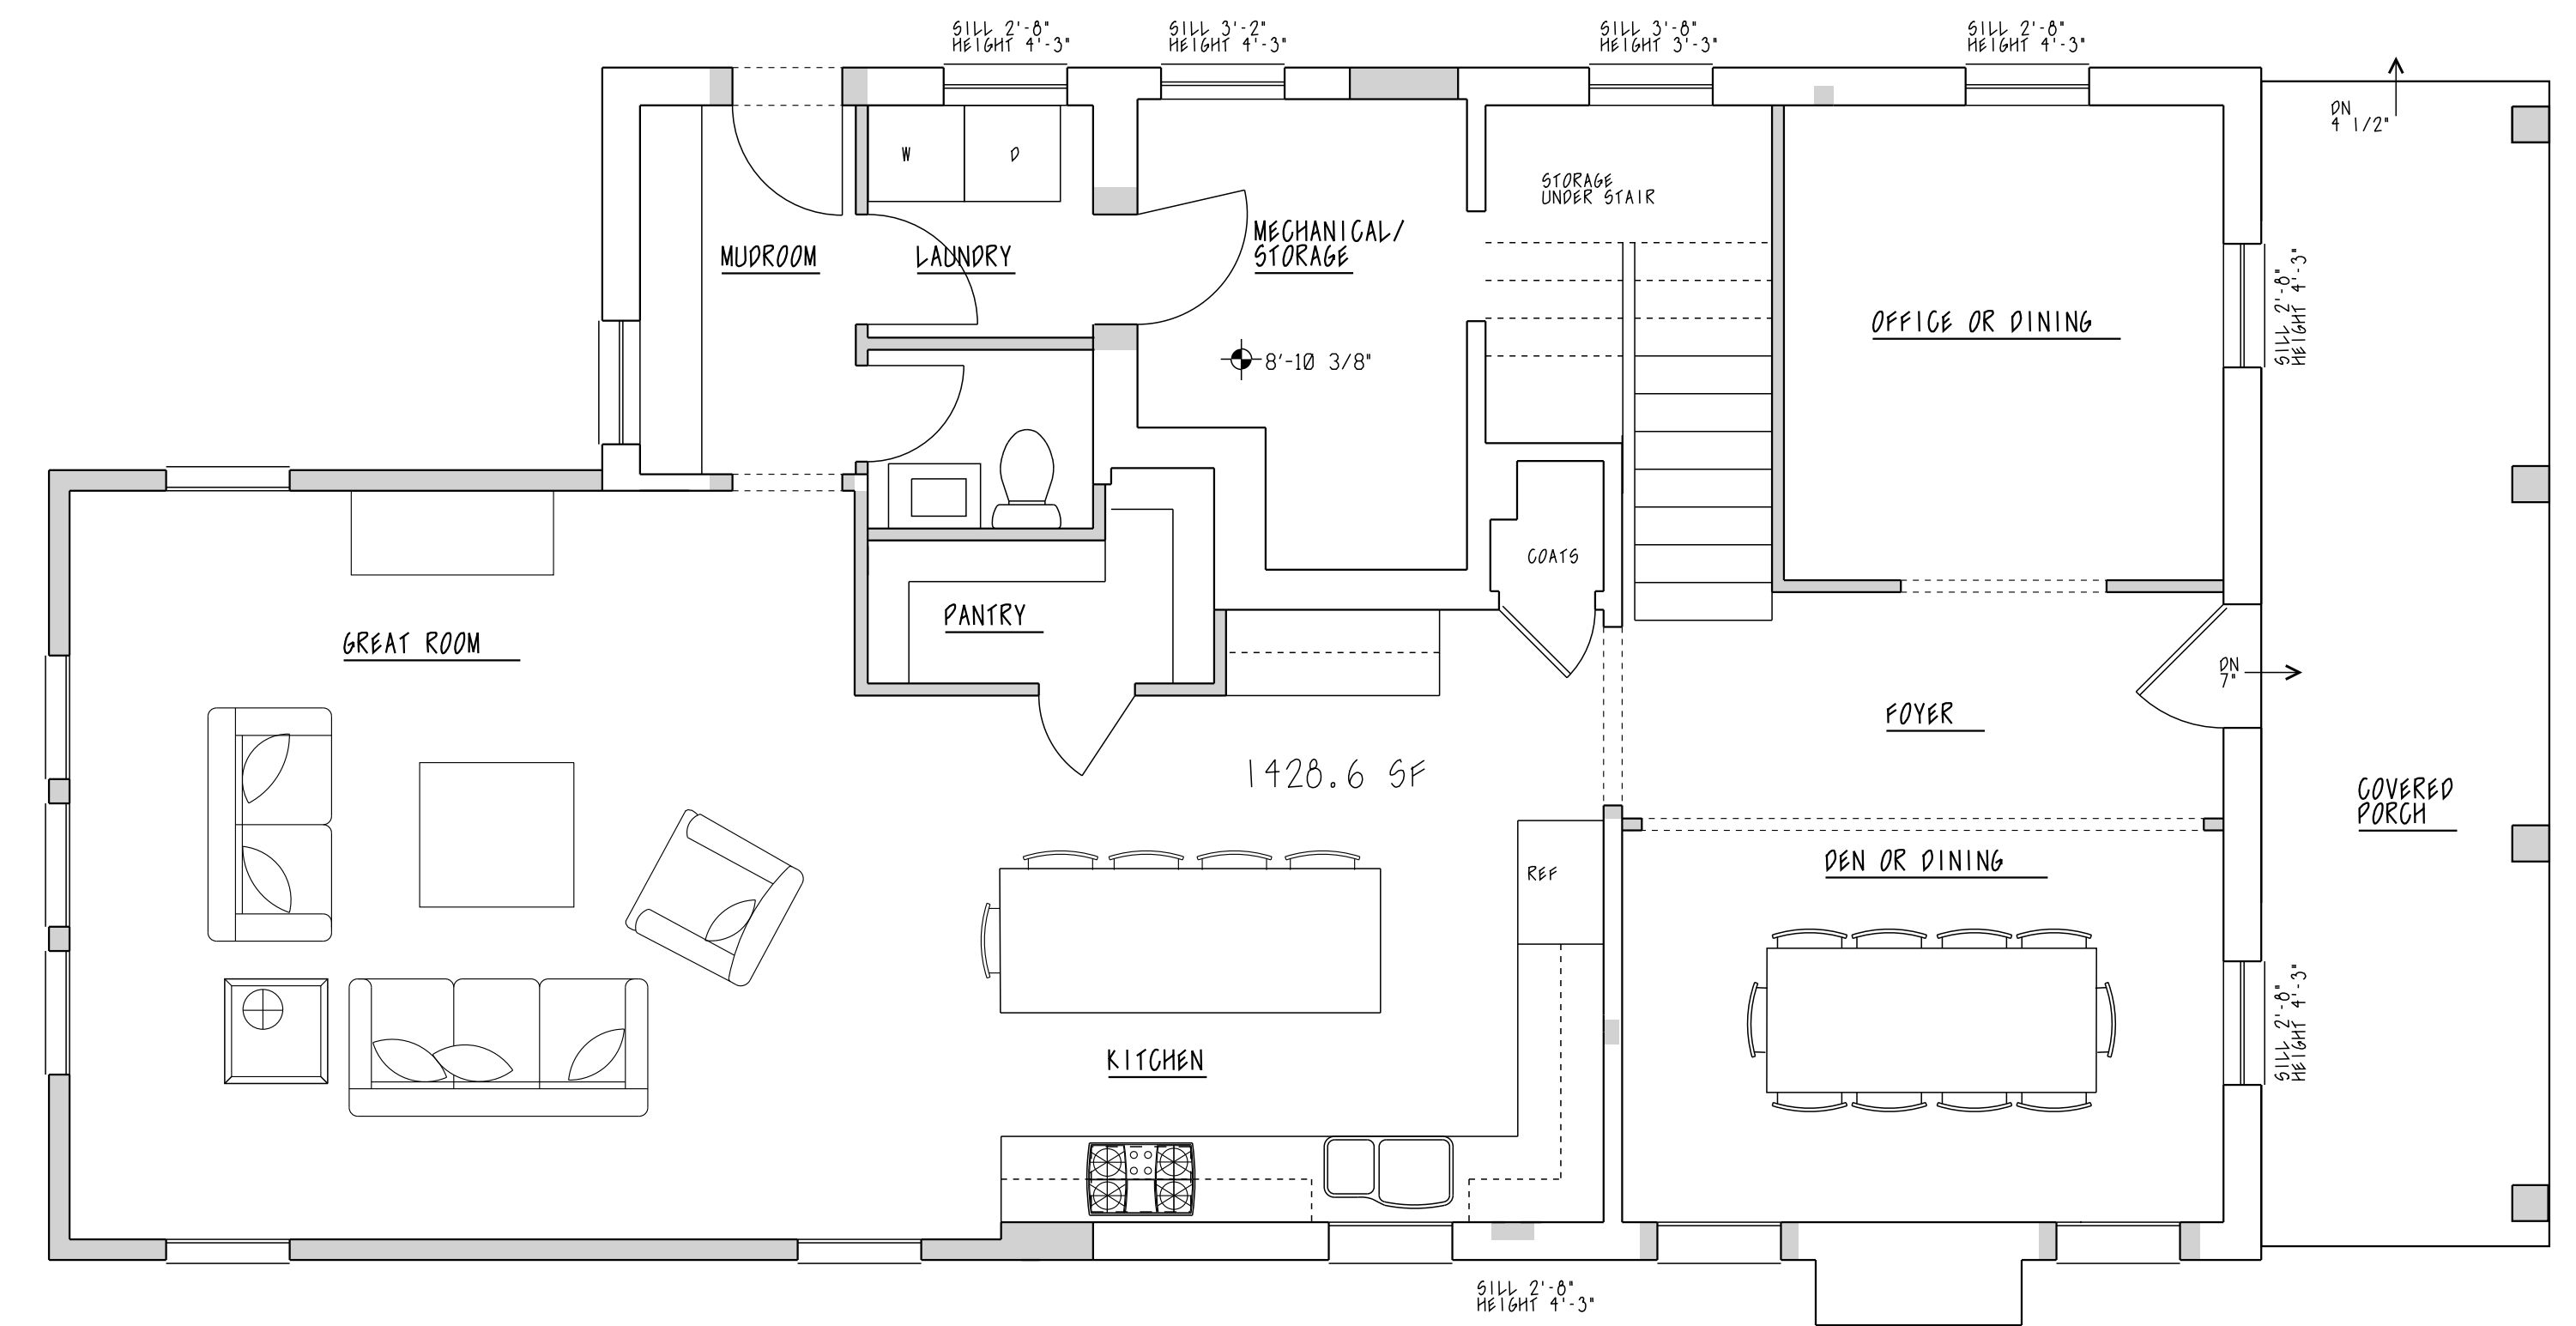 SILL 2'-8"
HEIGHT 4'-3"
SILL 3'-2"
HEIGHT 4'-3"
SILL 3'-8"
HEIGHT 3'-3"
SILL 2'-8"
HEIGHT 4'-3"
DN
4 1/2"
W
D
STORAGE
UNDER STAIR
MUDROOM
LAUNDRY
MECHANICAL/
STORAGE
OFFICE OR DINING
SILL 2'-8"
HEIGHT 4'-3"
8'-10 3/8"
COATS
PANTRY
GREAT ROOM
DN
7"
FOYER
1428.6 SF
COVERED
PORCH
REF
DEN OR DINING
SILL 2'-8"
HEIGHT 4'-3"
KITCHEN
SILL 2'-8"
HEIGHT 4'-3"